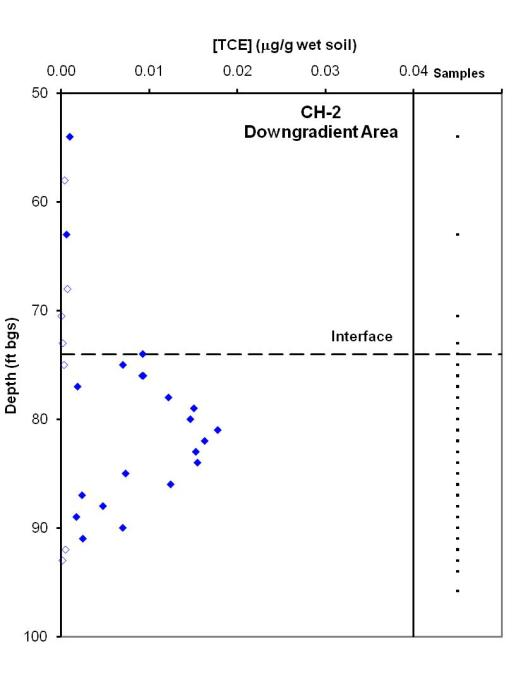 [TCE] (µg/g wet soil)
0.00 0.01 0.02 0.03 0.04 Samples
50
CH-2
Downgradient Area
60
70
Interface
Depth (ft bgs)
80
90
100